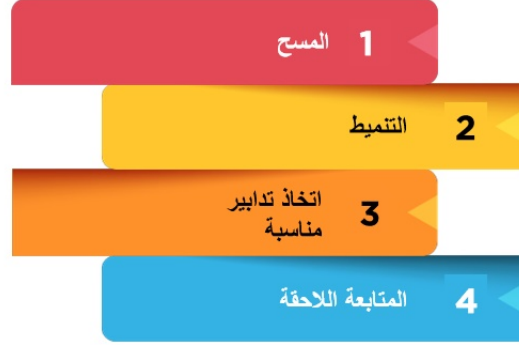 1 المسح
2 التنميط
3 اتخاذ تدابير
مناسبة
4 المتابعة اللاحقة